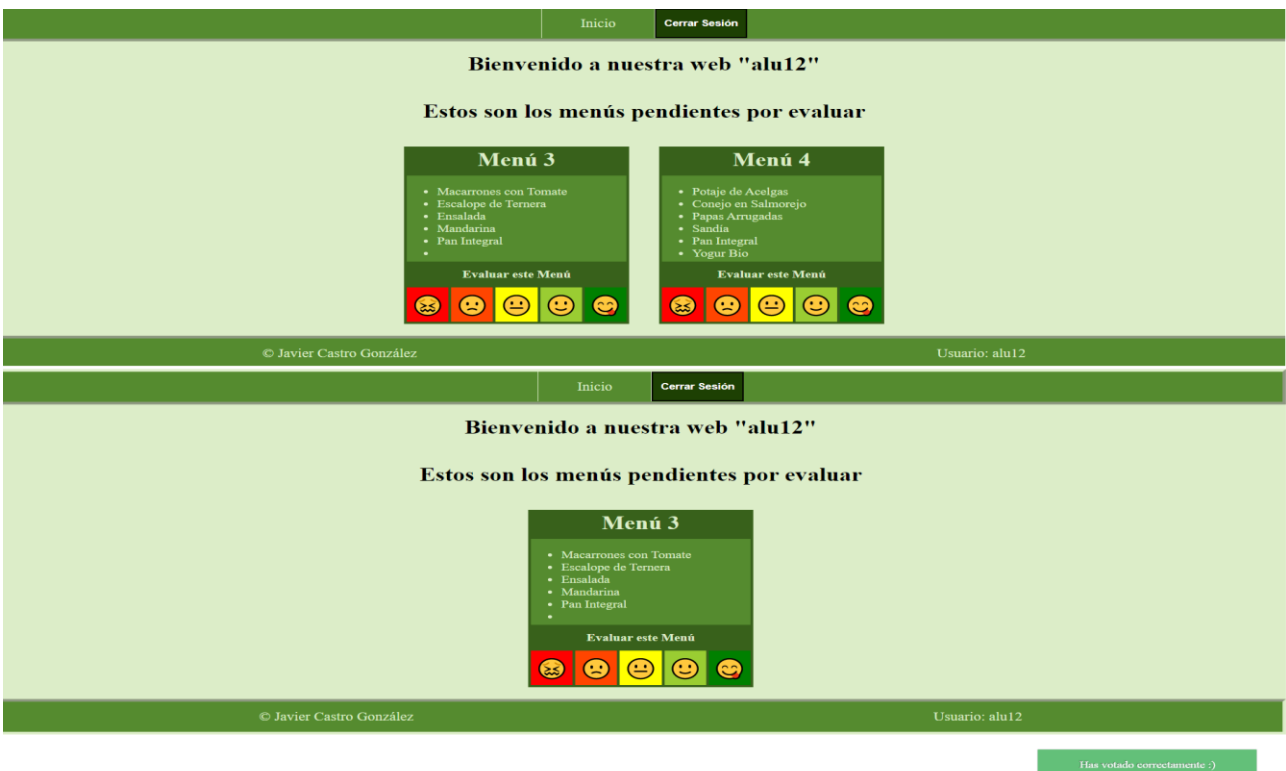 Inicio Cerrar Sesión
Bienvenido a nuestra web "alu12"
Estos son los menús pendientes por evaluar
Menú 3
Macarrones con Tomate
Escalope de Ternera
Ensalada
Mandarina
Pan Integral
Evaluar este Menú
Menú 4
Potaje de Acelgas
Conejo en Salmorejo
Papas Arrugadas
Sandía
Pan Integral
Yogur Bio
Evaluar este Menú
© Javier Castro González Usuario: alu12
Inicio Cerrar Sesión
Bienvenido a nuestra web "alu12"
Estos son los menús pendientes por evaluar
Menú 3
Macarrones con Tomate
Escalope de Ternera
Ensalada
Mandarina
Pan Integral
Evaluar este Menú
© Javier Castro González Usuario: alu12
Has votado correctamente :)